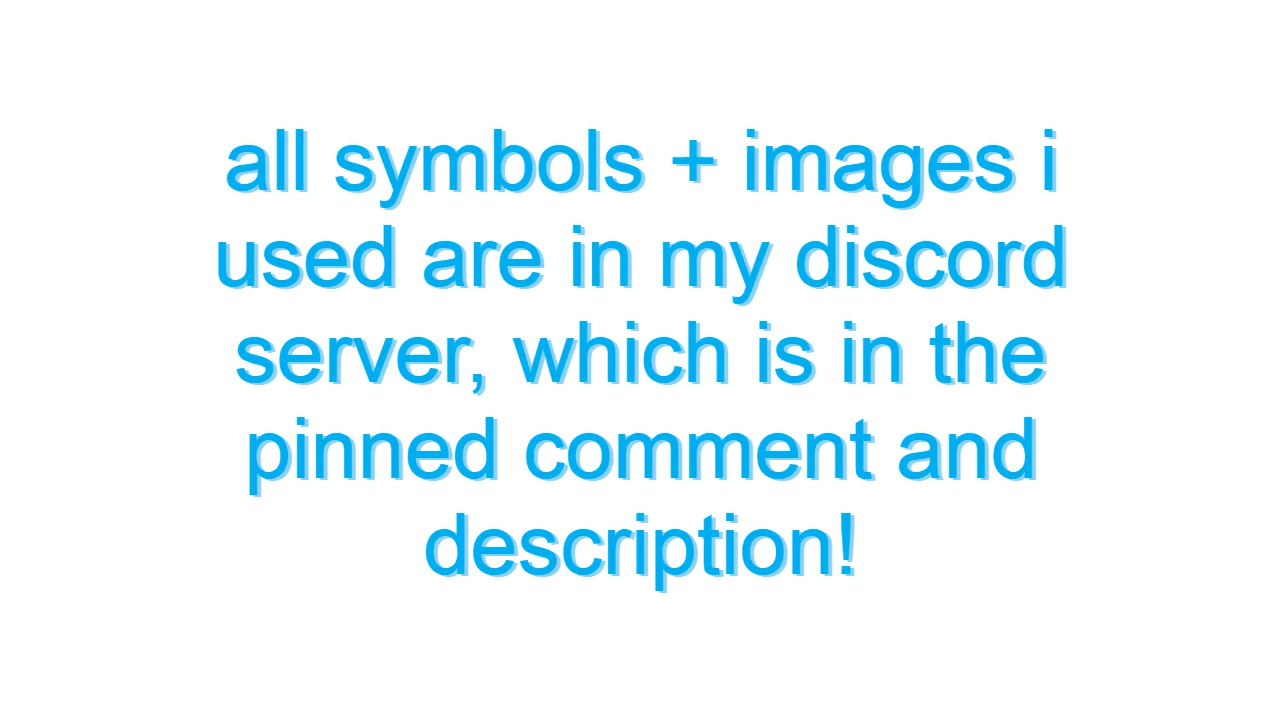 all symbols + images i
used are in my discord
server, which is in the
pinned comment and
description!